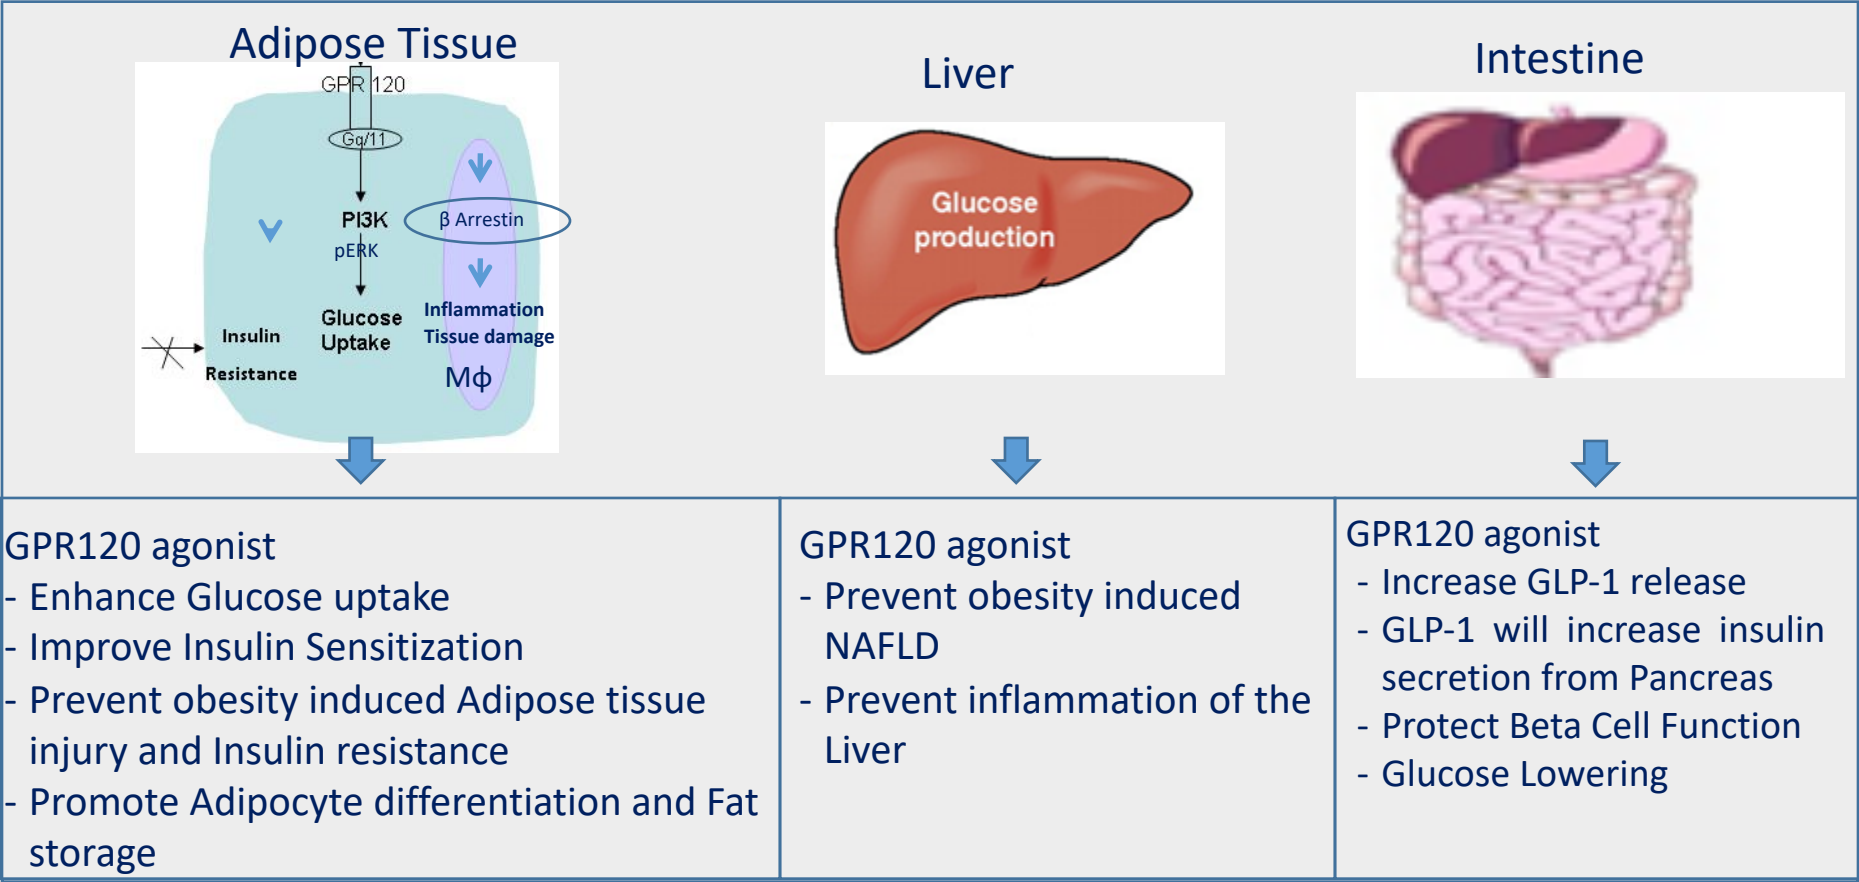 Adipose Tissue
GPR 120
Gq/11
PI3K
β Arrestin
pERK
Inflammation
Tissue damage
Glucose
Uptake
Insulin
Resistance
Mϕ
Liver
Glucose
production
Intestine
GPR120 agonist
- Enhance Glucose uptake
- Improve Insulin Sensitization
- Prevent obesity induced Adipose tissue
injury and Insulin resistance
- Promote Adipocyte differentiation and Fat
storage
GPR120 agonist
- Prevent obesity induced
NAFLD
- Prevent inflammation of the
Liver
GPR120 agonist
- Increase GLP-1 release
- GLP-1 will increase insulin
secretion from Pancreas
- Protect Beta Cell Function
- Glucose Lowering